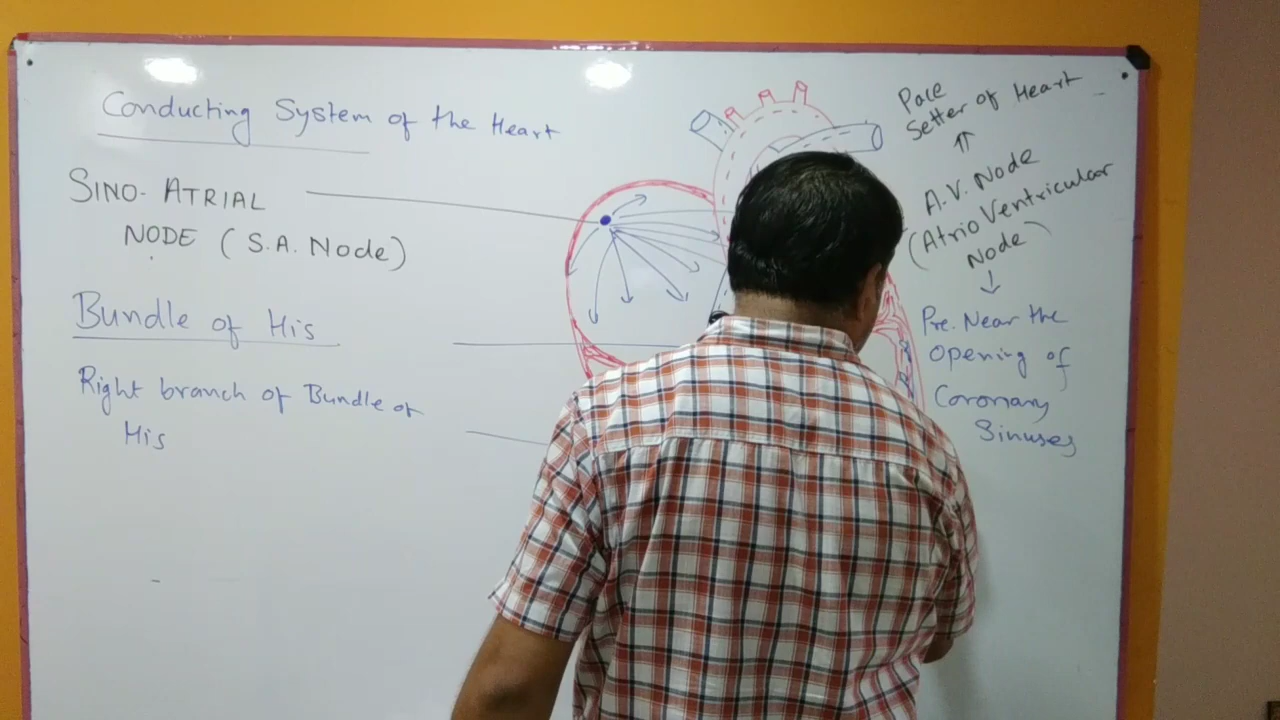 Conducting System of the Heart
SINO-ATRIAL
NODE (S.A. Node)
Bundle of His
Right branch of Bundle of
His
Pace
Setter of Heart
A.V. Node
(Atrio Ventricular
Node)
Pre. Near the
Opening of
Coronary
Sinuses